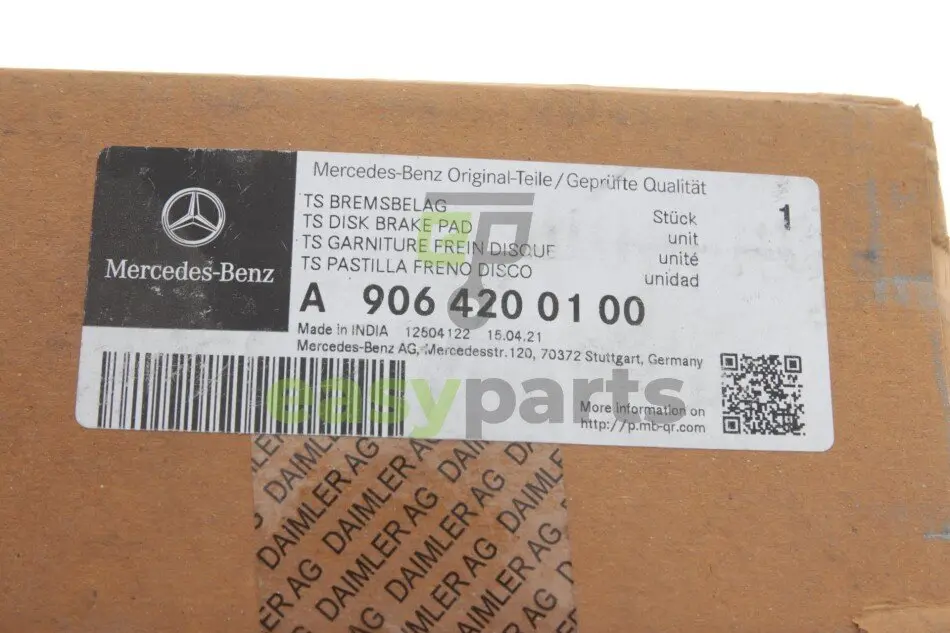 Mercedes-Benz Original-Teile/Geprüfte Qualität
TS BREMSBELAG Stück 1
TS DISK BRAKE PAD unit
TS GARNITURE FREIN DISQUE unité
TS PASTILLA FRENO DISCO unidad
Mercedes-Benz
A 906 420 01 00
Made in INDIA 12504122 15.04.21
Mercedes-Benz AG, Mercedesstr.120, 70372 Stuttgart, Germany
easyparts
More information on
http://p.mb-qr.com
DAIMLER AG DAIMLER AG DAIMLER AG
DAIMLER AG DAIMLER AG DAIMLER AG